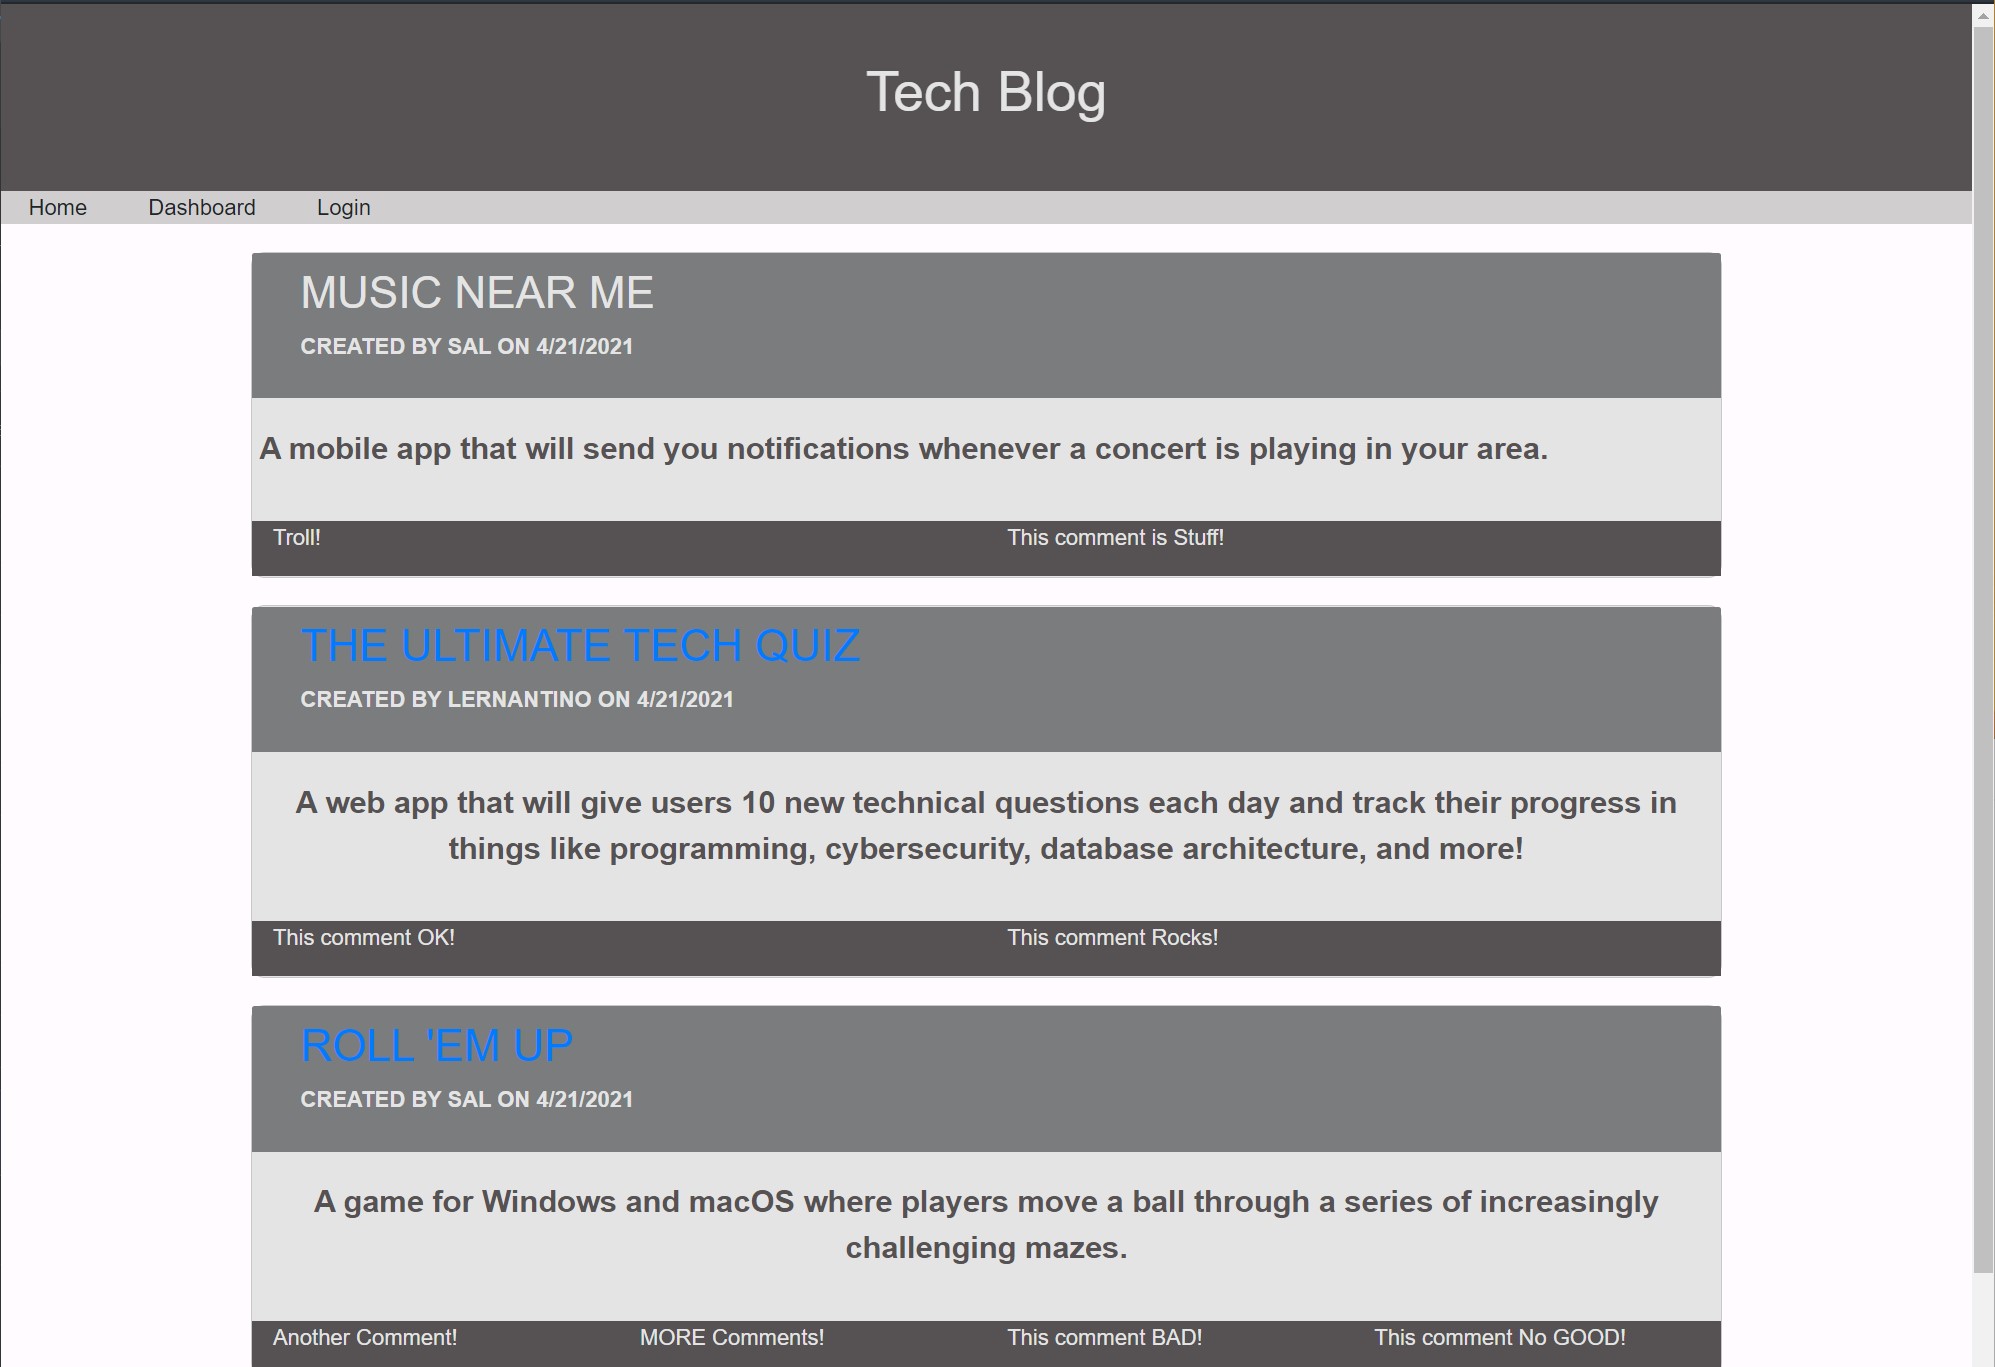 Tech Blog
Home Dashboard Login
MUSIC NEAR ME
CREATED BY SAL ON 4/21/2021
A mobile app that will send you notifications whenever a concert is playing in your area.
Troll! This comment is Stuff!
THE ULTIMATE TECH QUIZ
CREATED BY LERNANTINO ON 4/21/2021
A web app that will give users 10 new technical questions each day and track their progress in
things like programming, cybersecurity, database architecture, and more!
This comment OK! This comment Rocks!
ROLL 'EM UP
CREATED BY SAL ON 4/21/2021
A game for Windows and macOS where players move a ball through a series of increasingly
challenging mazes.
Another Comment! MORE Comments! This comment BAD! This comment No GOOD!